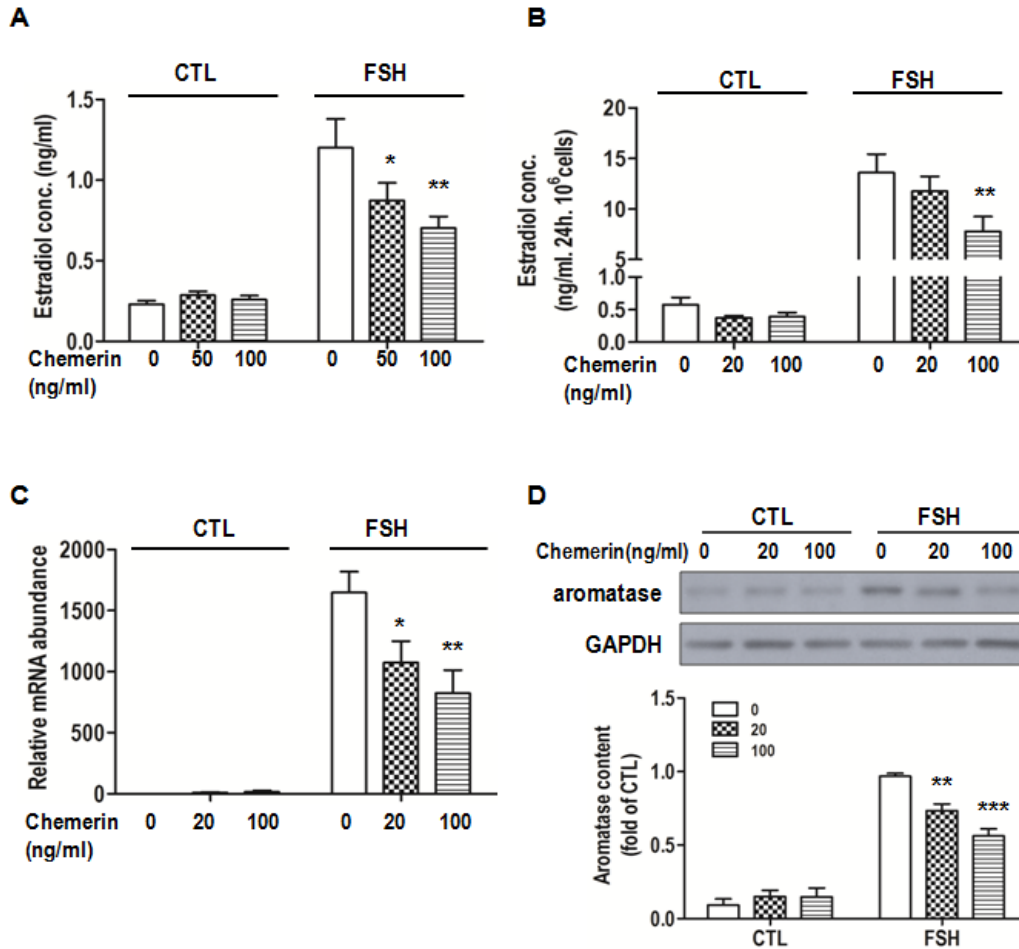 A
CTL FSH
Estradiol conc. (ng/ml)
1.5
1.0
0.5
0.0
* **
Chemerin 0 50 100 0 50 100
(ng/ml)
B
CTL FSH
Estradiol conc.
(ng/ml. 24h. 10⁶cells)
20
15
10
5
1.0
0.5
0.0
**
Chemerin 0 20 100 0 20 100
(ng/ml)
C
CTL FSH
Relative mRNA abundance
2000
1500
1000
500
0
* **
Chemerin 0 20 100 0 20 100
(ng/ml)
D
CTL FSH
Chemerin(ng/ml) 0 20 100 0 20 100
aromatase
GAPDH
Aromatase content
(fold of CTL)
1.5
1.0
0.5
0.0
0
20
100
** ***
CTL FSH